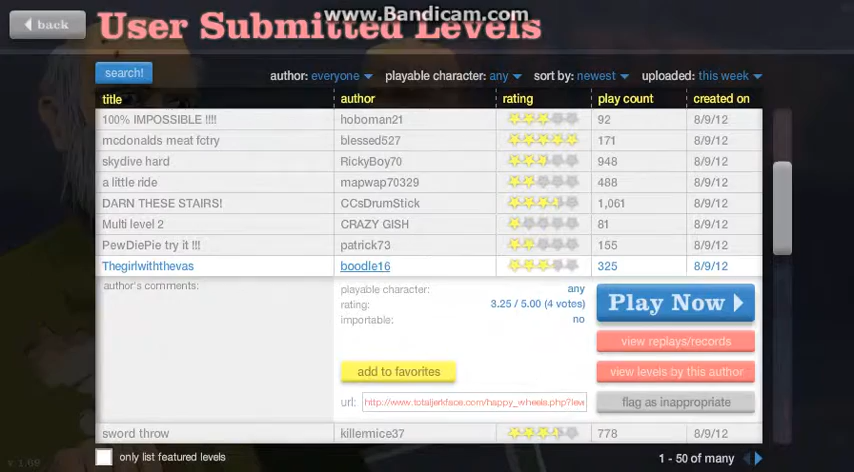 www.Bandicam.com
back
User Submitted Levels
search!
author: everyone playable character: any sort by: newest uploaded: this week
title author rating play count created on
100% IMPOSSIBLE !!!! hoboman21 92 8/9/12
mcdonalds meat fctry blessed527 171 8/9/12
skydive hard RickyBoy70 948 8/9/12
a little ride mapwap70329 488 8/9/12
DARN THESE STAIRS! CCsDrumStick 1,061 8/9/12
Multi level 2 CRAZY GISH 81 8/9/12
PewDiePie try it !!! patrick73 155 8/9/12
Thegirlwiththevas boodle16 325 8/9/12
author's comments:
playable character: any
rating: 3.25 / 5.00 (4 votes)
importable: no
Play Now
view replays/records
add to favorites
view levels by this author
url: http://www.totaljerkface.com/happy_wheels.php?leve
flag as inappropriate
sword throw killermice37 778 8/9/12
only list featured levels
1 - 50 of many